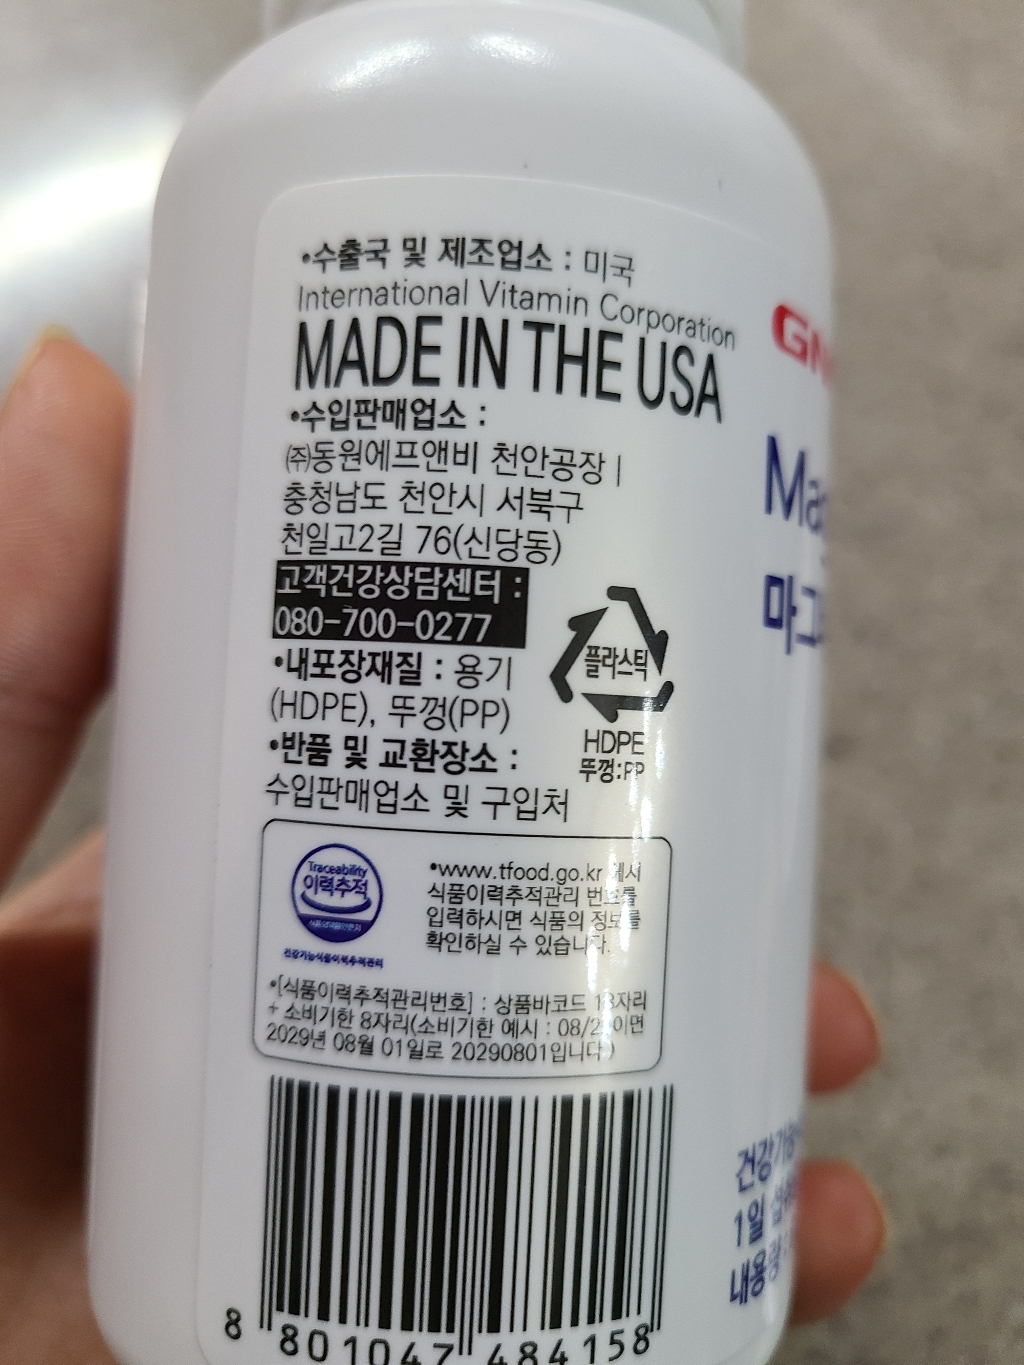 •수출국 및 제조업소 : 미국
International Vitamin Corporation
MADE IN THE USA
•수입판매업소 :
㈜동원에프앤비 천안공장 |
충청남도 천안시 서북구
천일고2길 76(신당동)
고객건강상담센터 :
080-700-0277
•내포장재질 : 용기
(HDPE), 뚜껑(PP)
•반품 및 교환장소 :
수입판매업소 및 구입처
플라스틱
HDPE
뚜껑:PP
Traceability
이력추적
건강기능식품이력추적관리
•www.tfood.go.kr 에서
식품이력추적관리 번호를
입력하시면 식품의 정보를
확인하실 수 있습니다.
•[식품이력추적관리번호] : 상품바코드 13자리
+ 소비기한 8자리(소비기한 예시 : 08/29이면
2029년 08월 01일로 20290801입니다.)
8 801047 484158
1일